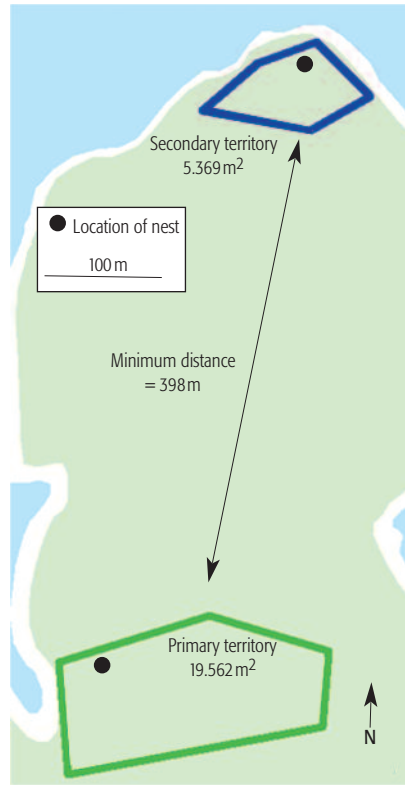 Secondary territory
5.369 m²
Location of nest
100 m
Minimum distance
= 398 m
Primary territory
19.562 m²
N